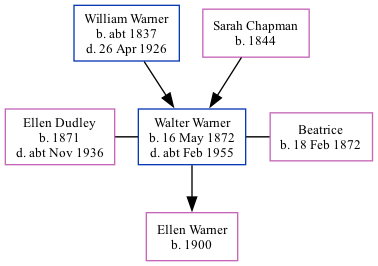 William Warner
b. abt 1837
d. 26 Apr 1926
Sarah Chapman
b. 1844
Ellen Dudley
b. 1871
d. abt Nov 1936
Walter Warner
b. 16 May 1872
d. abt Feb 1955
Beatrice
b. 18 Feb 1872
Ellen Warner
b. 1900